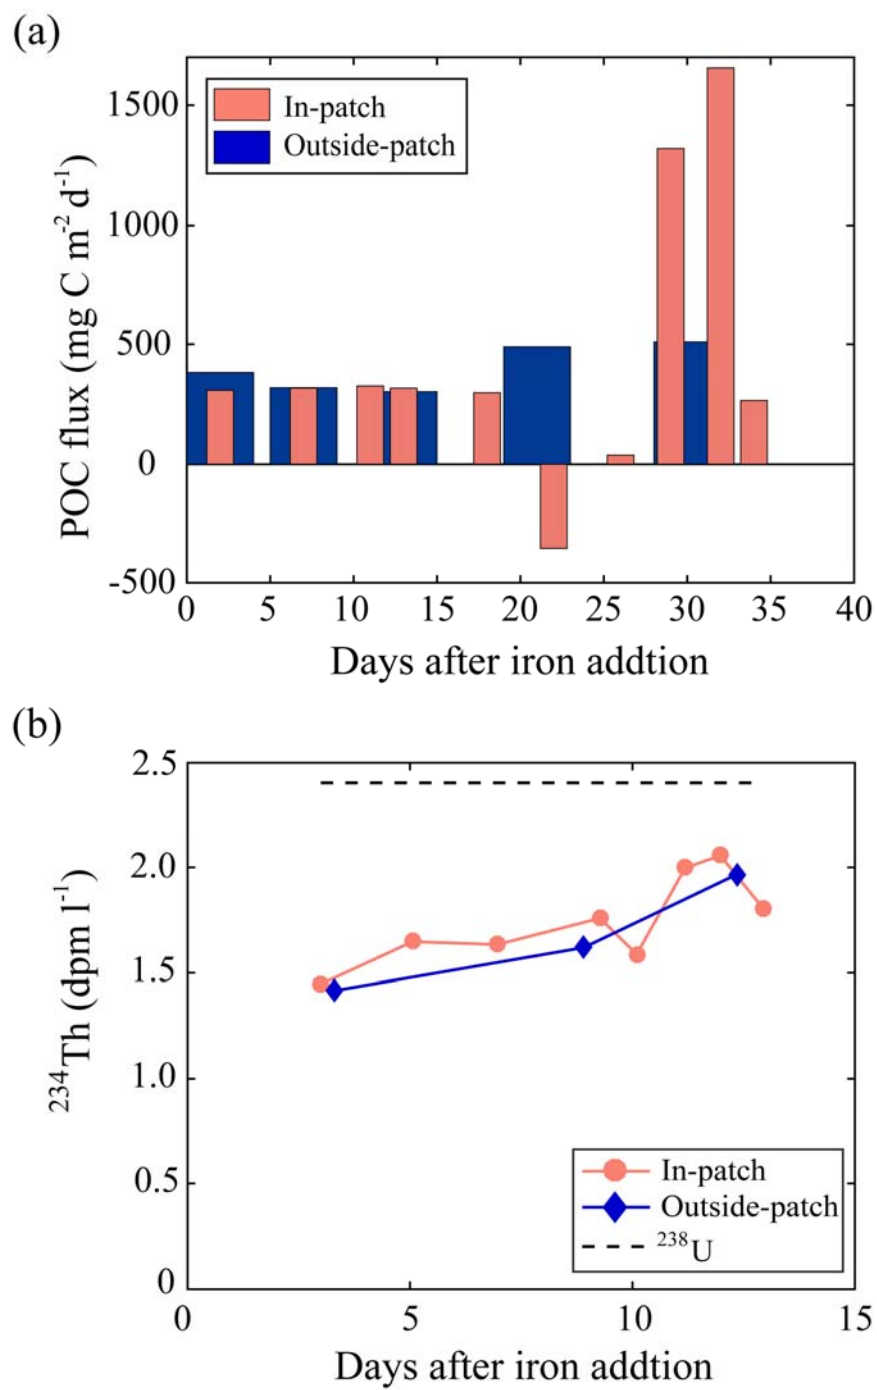 (a)
POC flux (mg C m-2 d-1)
1500
1000
500
0
-500
In-patch
Outside-patch
0 5 10 15 20 25 30 35 40
Days after iron addtion
(b)
234Th (dpm l-1)
2.5
2.0
1.5
1.0
0.5
0
In-patch
Outside-patch
238U
0 5 10 15
Days after iron addtion